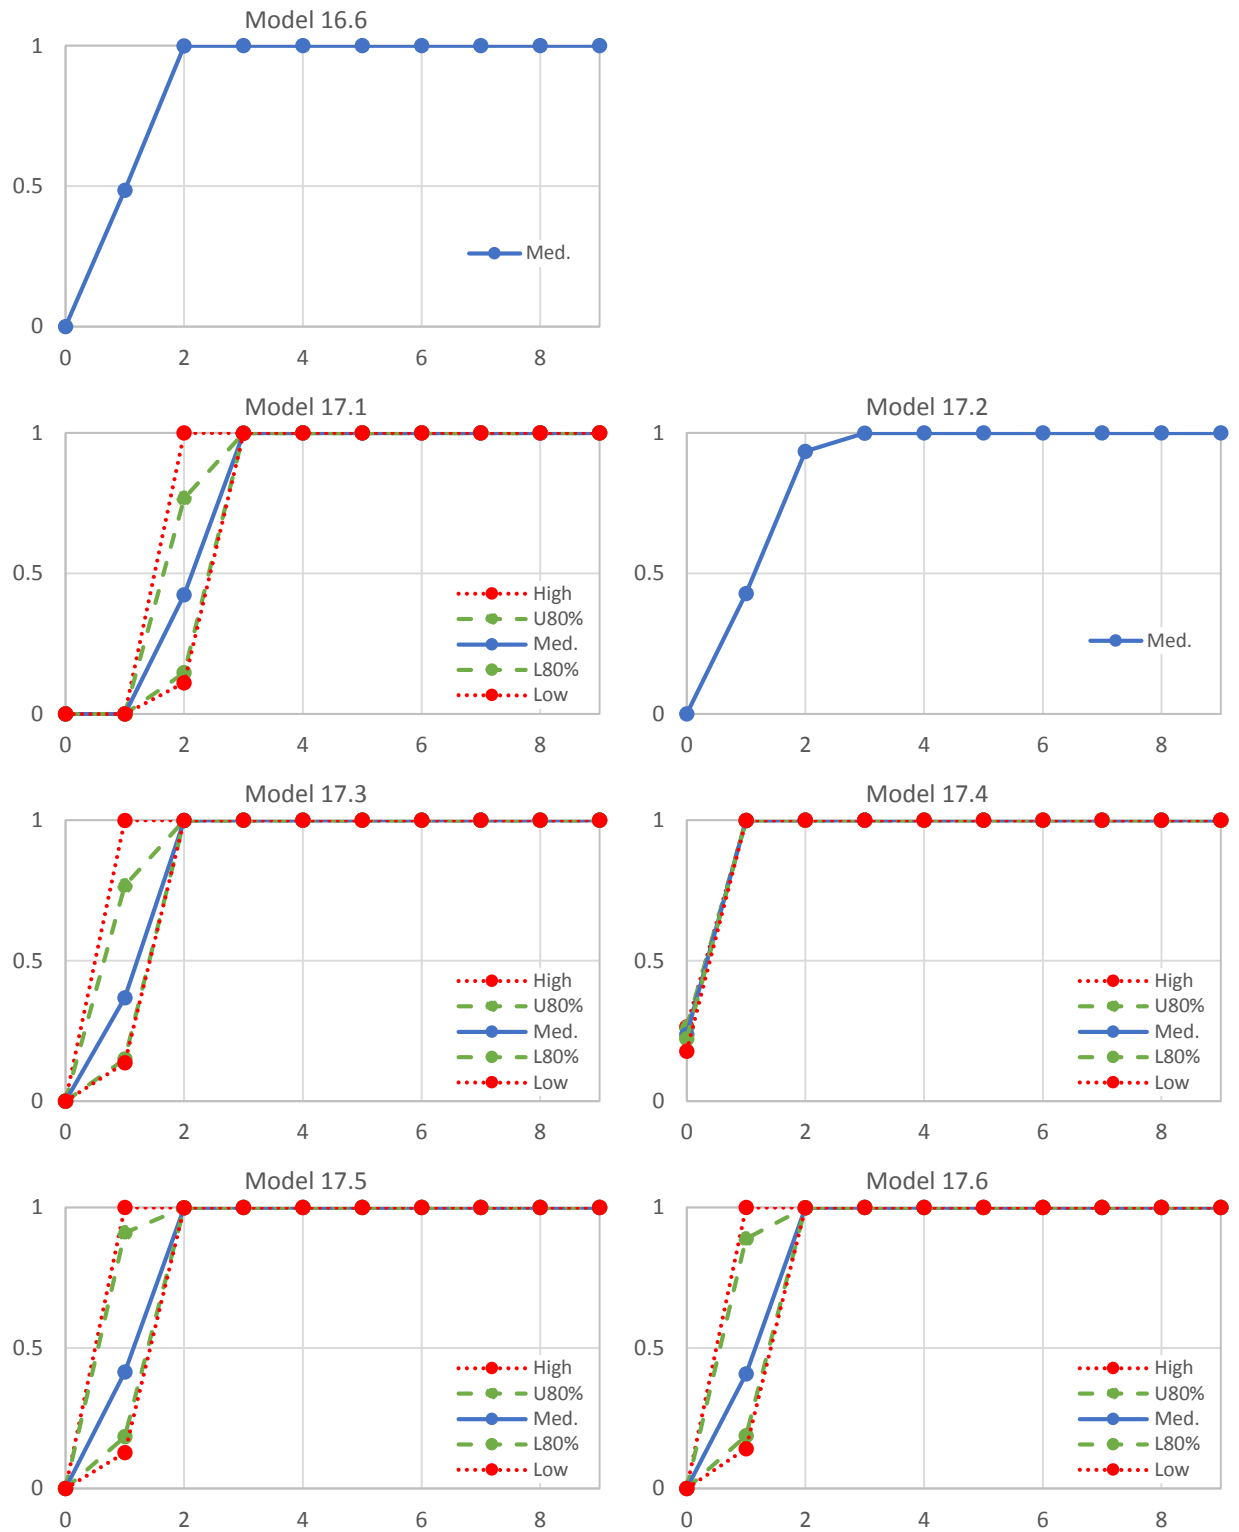 Model 16.6
1
0.5
Med.
0
0 2 4 6 8
Model 17.1
1
0.5
High
U80%
Med.
L80%
Low
0
0 2 4 6 8
Model 17.2
1
0.5
Med.
0
0 2 4 6 8
Model 17.3
1
0.5
High
U80%
Med.
L80%
Low
0
0 2 4 6 8
Model 17.4
1
0.5
High
U80%
Med.
L80%
Low
0
0 2 4 6 8
Model 17.5
1
0.5
High
U80%
Med.
L80%
Low
0
0 2 4 6 8
Model 17.6
1
0.5
High
U80%
Med.
L80%
Low
0
0 2 4 6 8